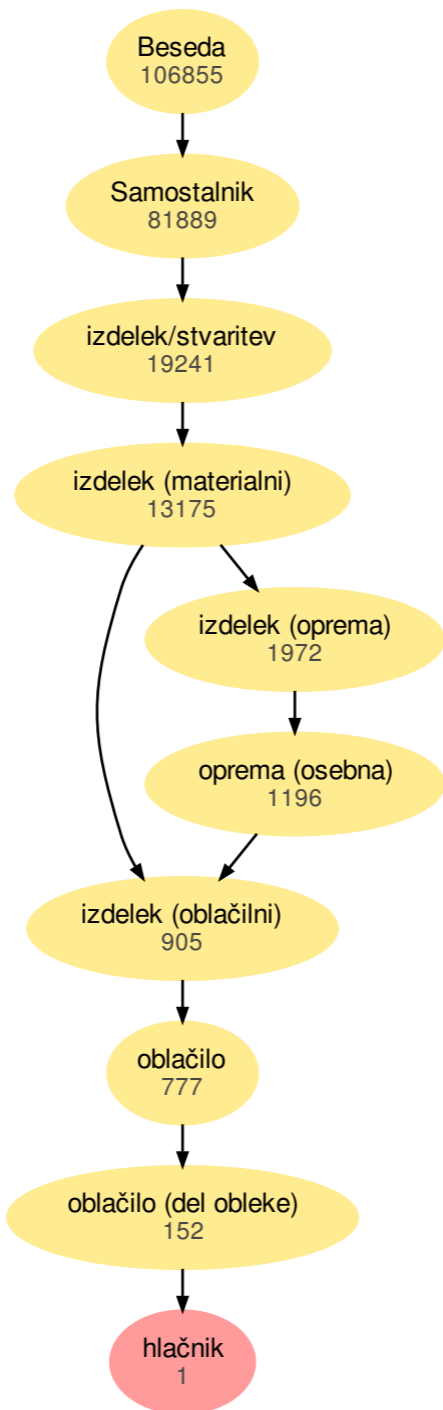 Beseda
106855
Samostalnik
81889
izdelek/stvaritev
19241
izdelek (materialni)
13175
izdelek (oprema)
1972
oprema (osebna)
1196
izdelek (oblačilni)
905
oblačilo
777
oblačilo (del obleke)
152
hlačnik
1